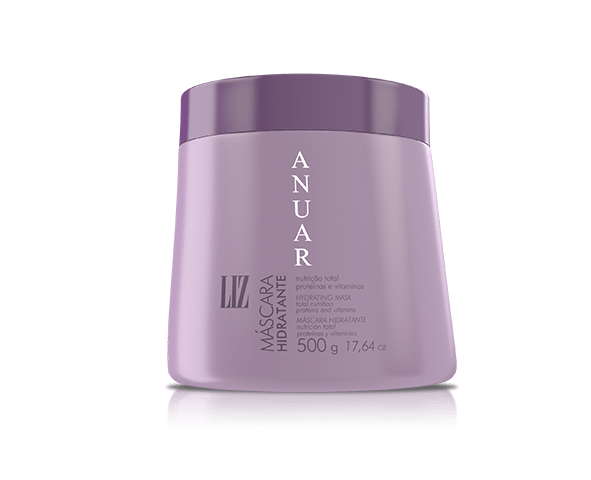 ANUAR
LIZ
MÁSCARA
HIDRATANTE
nutrição total
proteínas e vitaminas
HYDRATING MASK
total nutrition
proteins and vitamins
MÁSCARA HIDRATANTE
nutrición total
proteínas y vitaminas
500 g 17,64 oz